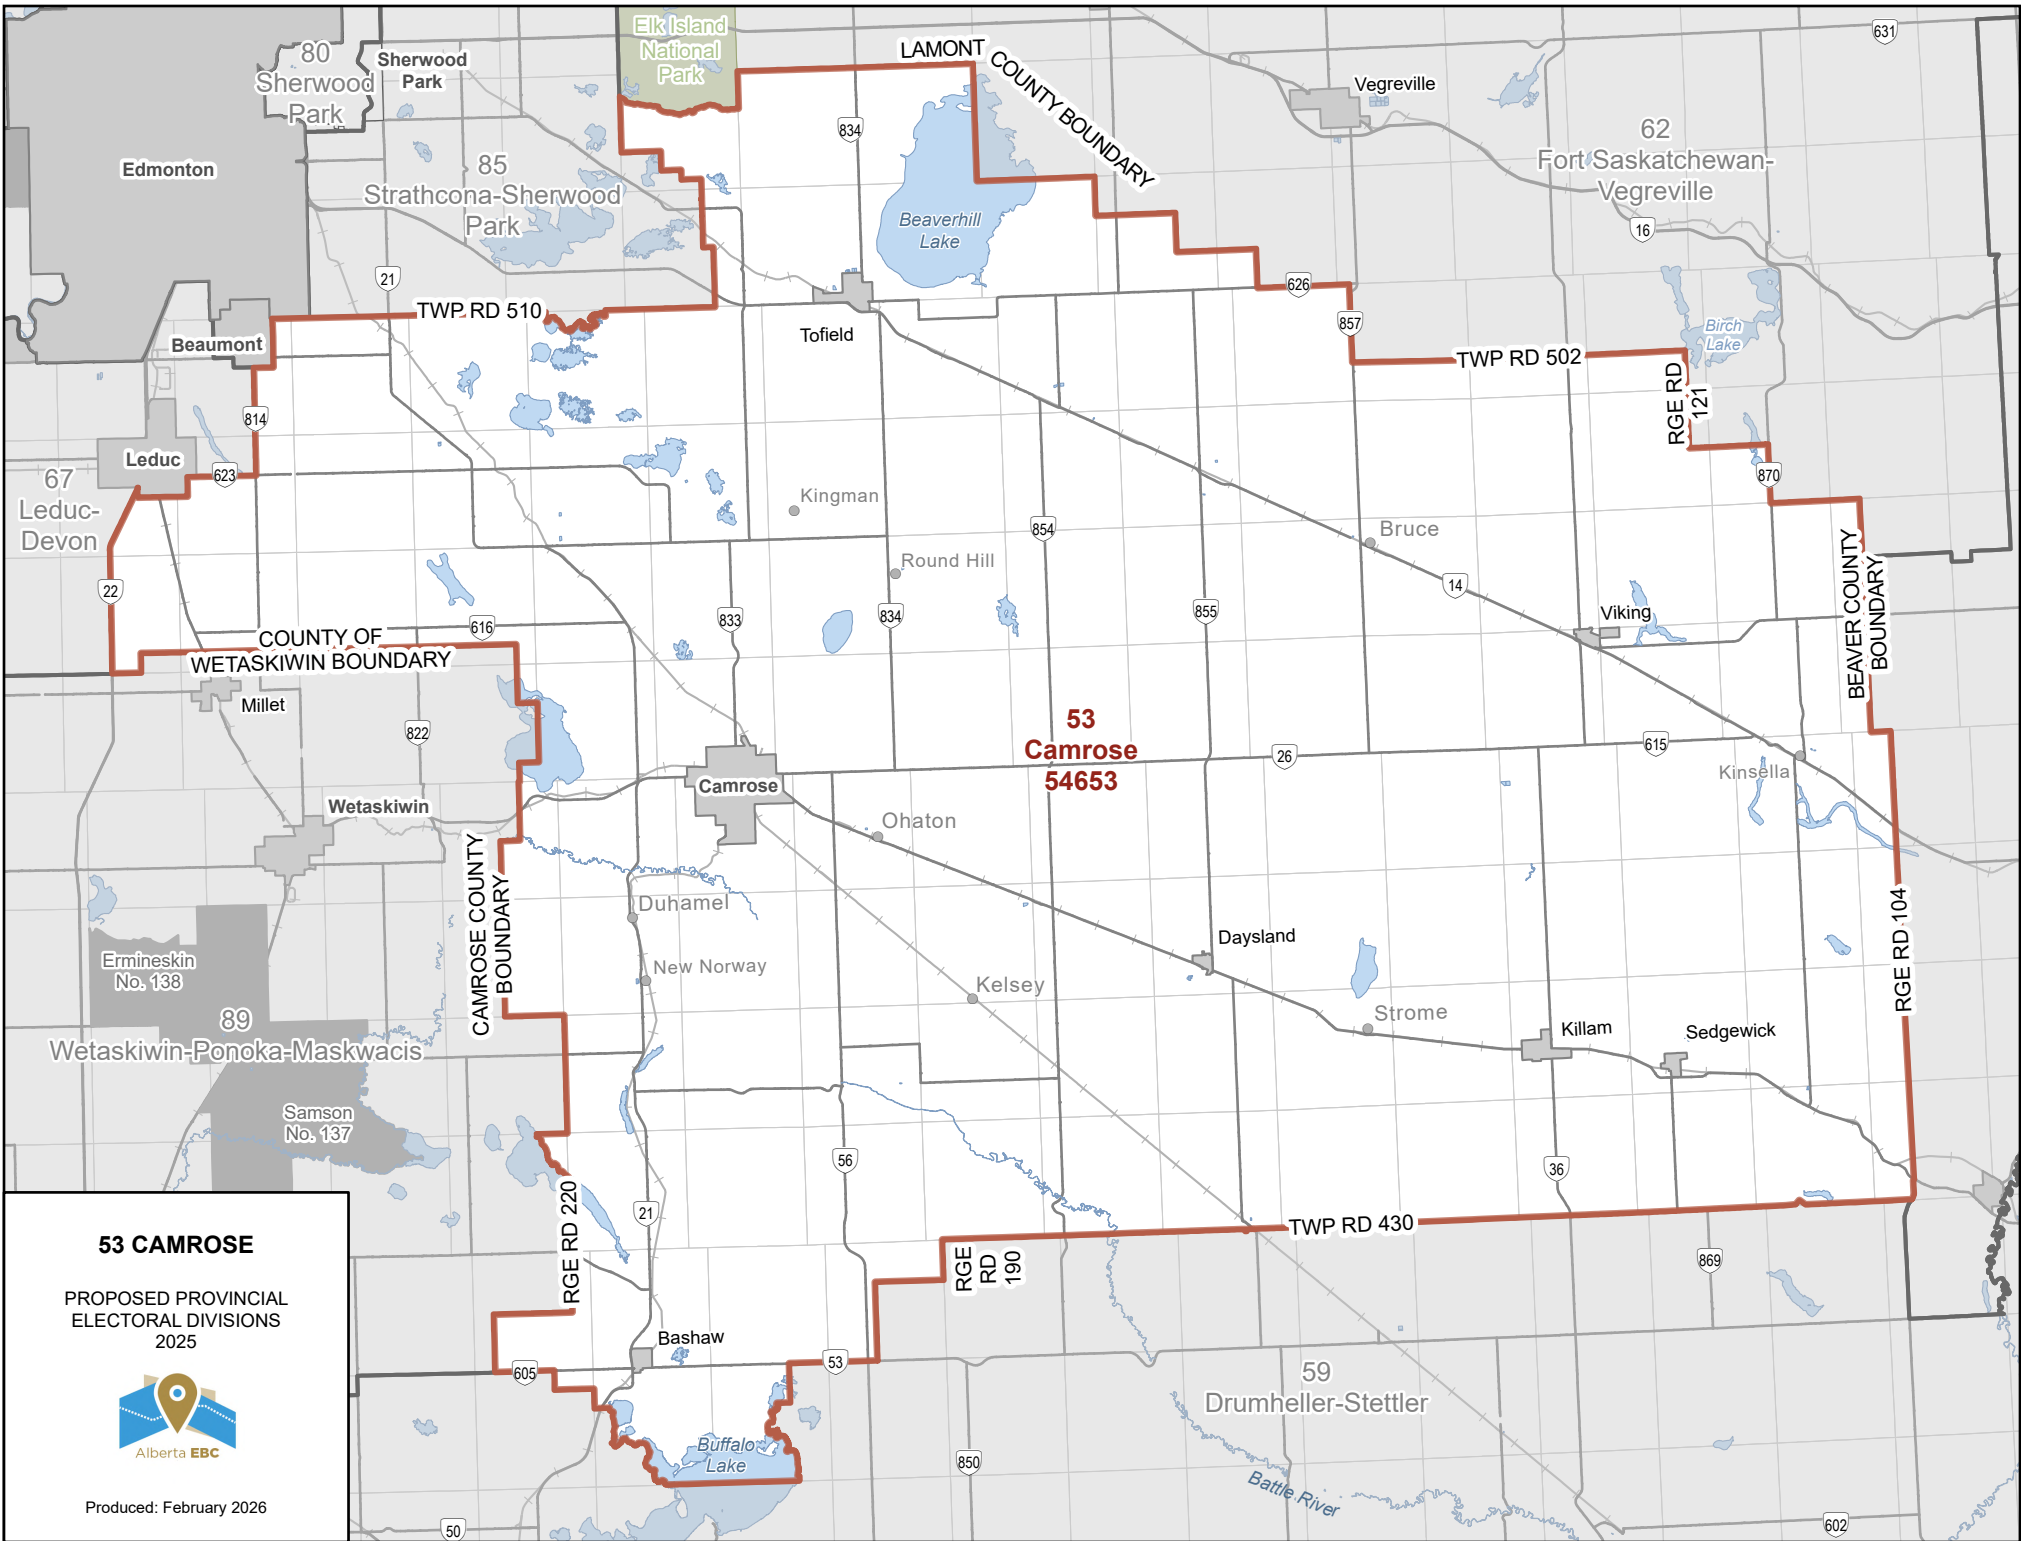 631
Elk Island
National
Park
LAMONT
COUNTY BOUNDARY
80
Sherwood
Park
Sherwood
Park
Vegreville
834
62
Fort Saskatchewan-
Vegreville
Edmonton
85
Strathcona-Sherwood
Park
Beaverhill
Lake
16
21
626
TWP RD 510
857
Birch
Lake
Beaumont
Tofield
TWP RD 502
RGE RD
121
814
Leduc
623
870
67
Leduc-
Devon
Kingman
854
Bruce
BEAVER COUNTY
BOUNDARY
Round Hill
22
14
833
834
855
Viking
616
COUNTY OF
WETASKIWIN BOUNDARY
Millet
822
53
Camrose
54653
26
615
Kinsella
Camrose
Wetaskiwin
Ohaton
CAMROSE COUNTY
BOUNDARY
Duhamel
RGE RD 104
Daysland
Ermineskin
No. 138
New Norway
Kelsey
Strome
89
Wetaskiwin-Ponoka-Maskwacis
Killam
Sedgewick
Samson
No. 137
56
36
RGE RD 220
21
TWP RD 430
RGE
RD
190
869
53 CAMROSE
PROPOSED PROVINCIAL
ELECTORAL DIVISIONS
2025
Alberta EBC
Produced: February 2026
Bashaw
605
53
59
Drumheller-Stettler
Buffalo
Lake
850
Battle River
50
602